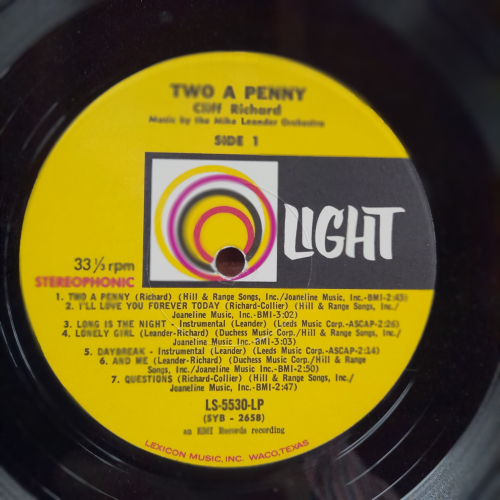 TWO A PENNY
Cliff Richard
Music by the Mike Leander Orchestra
SIDE 1
LIGHT
33 1/3 rpm
STEREOPHONIC
1. TWO A PENNY (Richard) (Hill & Range Songs, Inc./Joaneline Music, Inc.-BMI-2:43)
2. I'LL LOVE YOU FOREVER TODAY (Richard-Collier) (Hill & Range Songs, Inc./
Joaneline Music Inc.-BMI-3:02)
3. LONG IS THE NIGHT - Instrumental (Leander) (Leeds Music Corp.-ASCAP-2:26)
4. LONELY GIRL (Leander-Richard) (Duchess Music Corp./Hill & Range Songs, Inc./
Joaneline Music Inc.-BMI-3:03)
5. DAYBREAK - Instrumental (Leander) (Leeds Music Corp.-ASCAP-2:14)
6. AND ME (Leander-Richard) (Duchess Music Corp./Hill & Range
Songs, Inc./Joaneline Music Inc.-BMI-2:50)
7. QUESTIONS (Richard-Collier) (Hill & Range Songs, Inc./
Joaneline Music, Inc.-BMI-2:47)
LS-5530-LP
(SYB - 2658)
an EMI Records recording
LEXICON MUSIC, INC. WACO, TEXAS